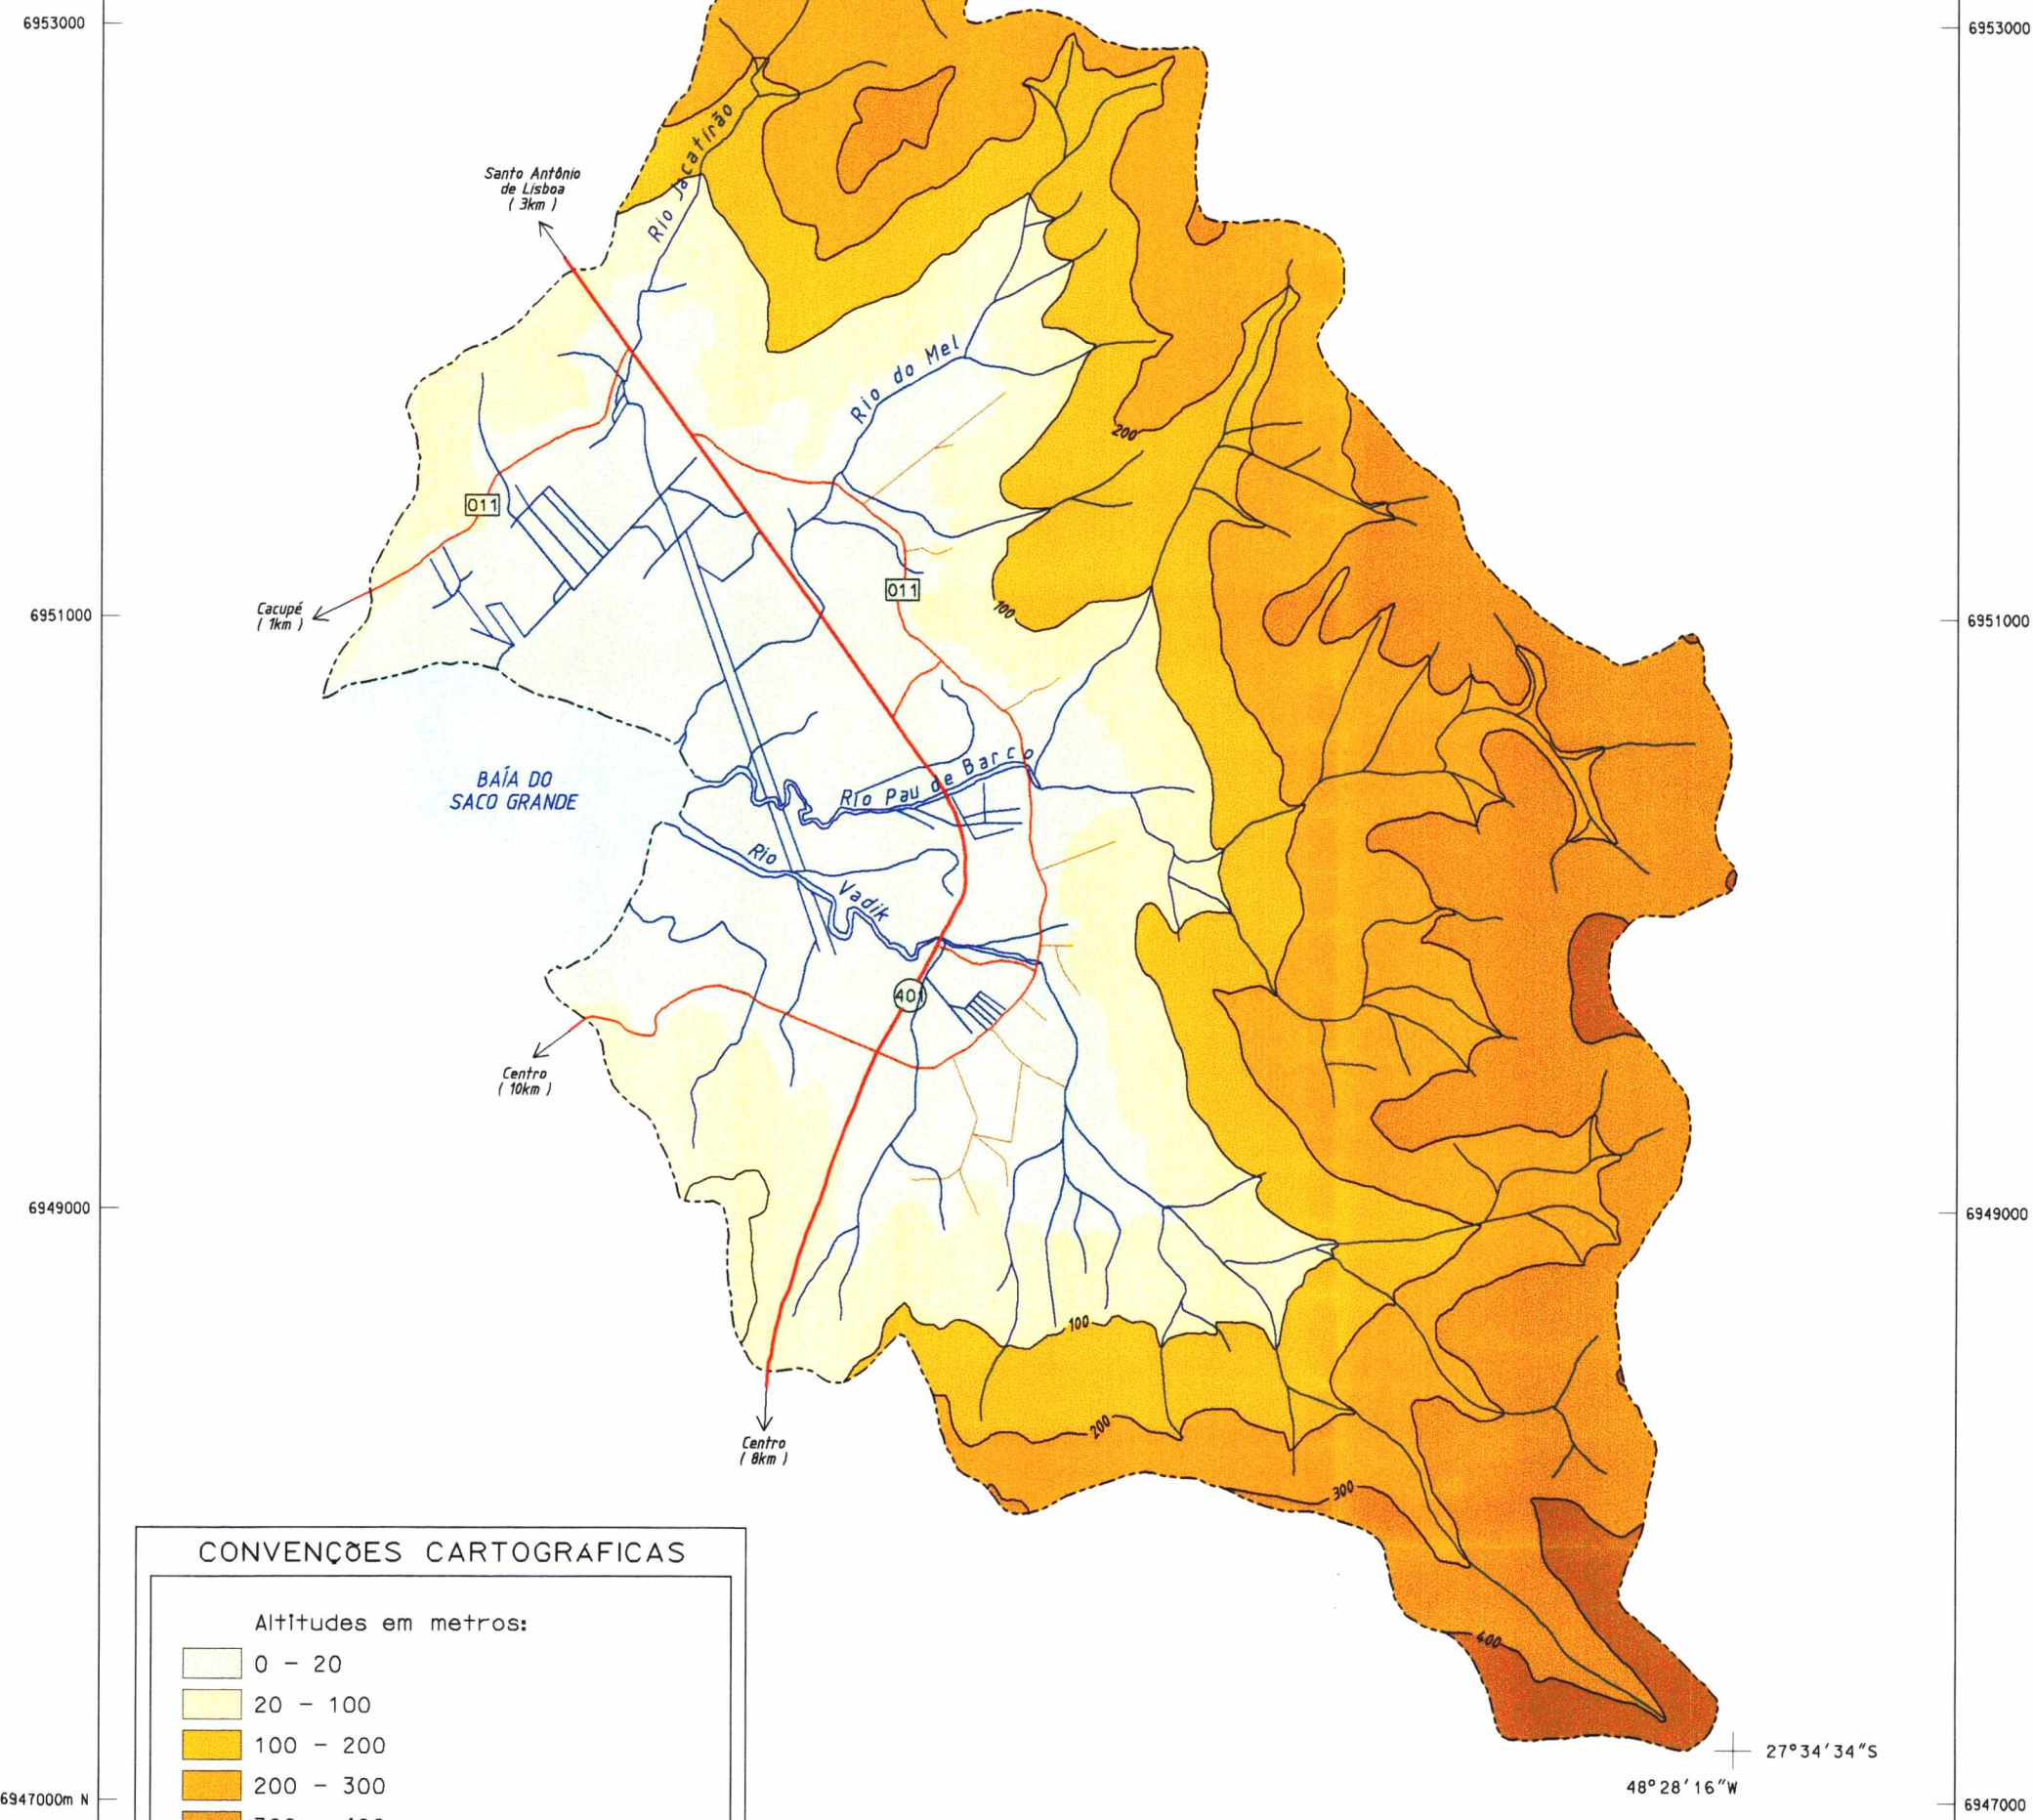 6953000
6953000
Rio Jacatirão
Santo Antônio
de Lisboa
( 3km )
Rio do Mel
200
011
011
100
Cacupé
( 1km )
6951000
6951000
BAÍA DO
SACO GRANDE
Rio Pau de Barco
Rio Vadik
401
Centro
( 10km )
6949000
6949000
100
200
Centro
( 8km )
300
CONVENÇÕES CARTOGRÁFICAS
Altitudes em metros:
0 - 20
20 - 100
100 - 200
200 - 300
400
27°34'34"S
48°28'16"W
6947000m N
6947000